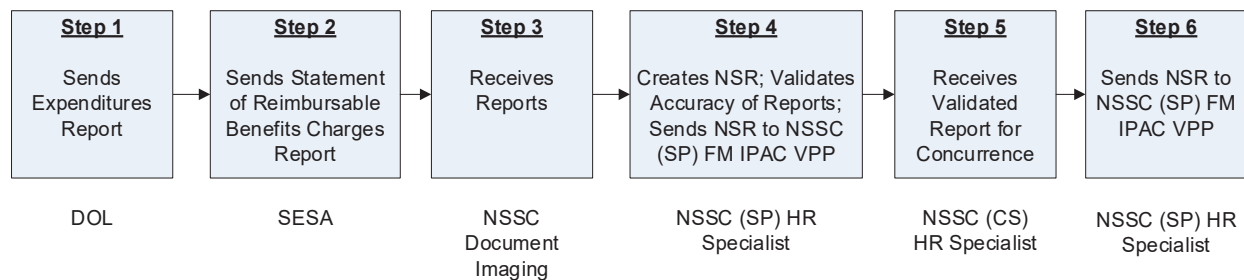 Step 1
Sends
Expenditures
Report
DOL
Step 2
Sends Statement
of Reimbursable
Benefits Charges
Report
SESA
Step 3
Receives
Reports
NSSC
Document
Imaging
Step 4
Creates NSR; Validates
Accuracy of Reports;
Sends NSR to NSSC
(SP) FM IPAC VPP
NSSC (SP) HR
Specialist
Step 5
Receives
Validated
Report for
Concurrence
NSSC (CS)
HR Specialist
Step 6
Sends NSR to
NSSC (SP) FM
IPAC VPP
NSSC (SP) HR
Specialist